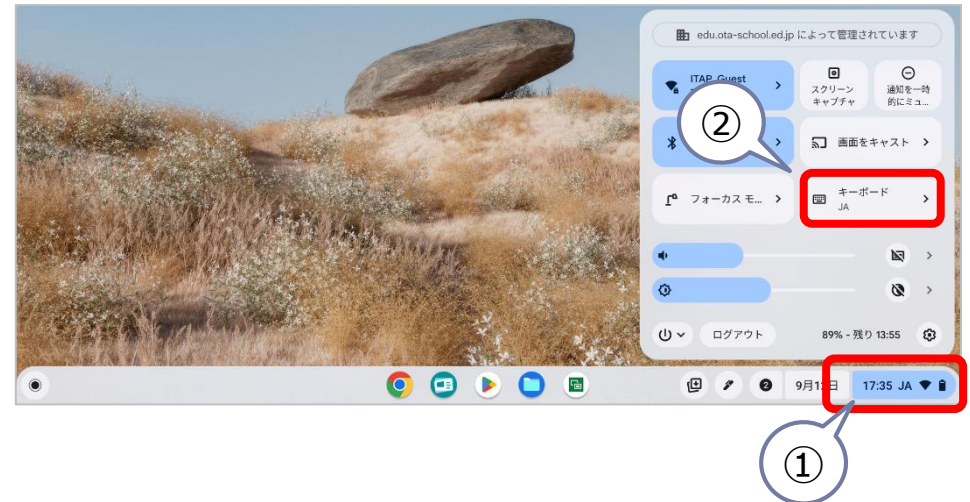 edu.ota-school.ed.jp によって管理されています
ITAP_Guest
スクリーン
キャプチャ
通知を一時
的にミュ...
②
画面をキャスト
フォーカス モ...
キーボード
JA
ログアウト
89% - 残り 13:55
2
9月1
日
17:35 JA
①